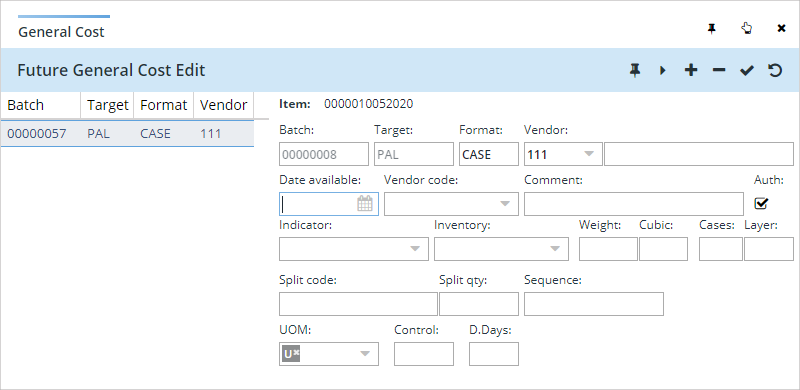 General Cost
Future General Cost Edit
Batch Target Format Vendor
00000057 PAL CASE 111
Item: 0000010052020
Batch: Target: Format: Vendor:
00000008 PAL CASE 111
Date available: Vendor code: Comment: Auth:
Indicator: Inventory: Weight: Cubic: Cases: Layer:
Split code: Split qty: Sequence:
UOM: Control: D.Days:
U